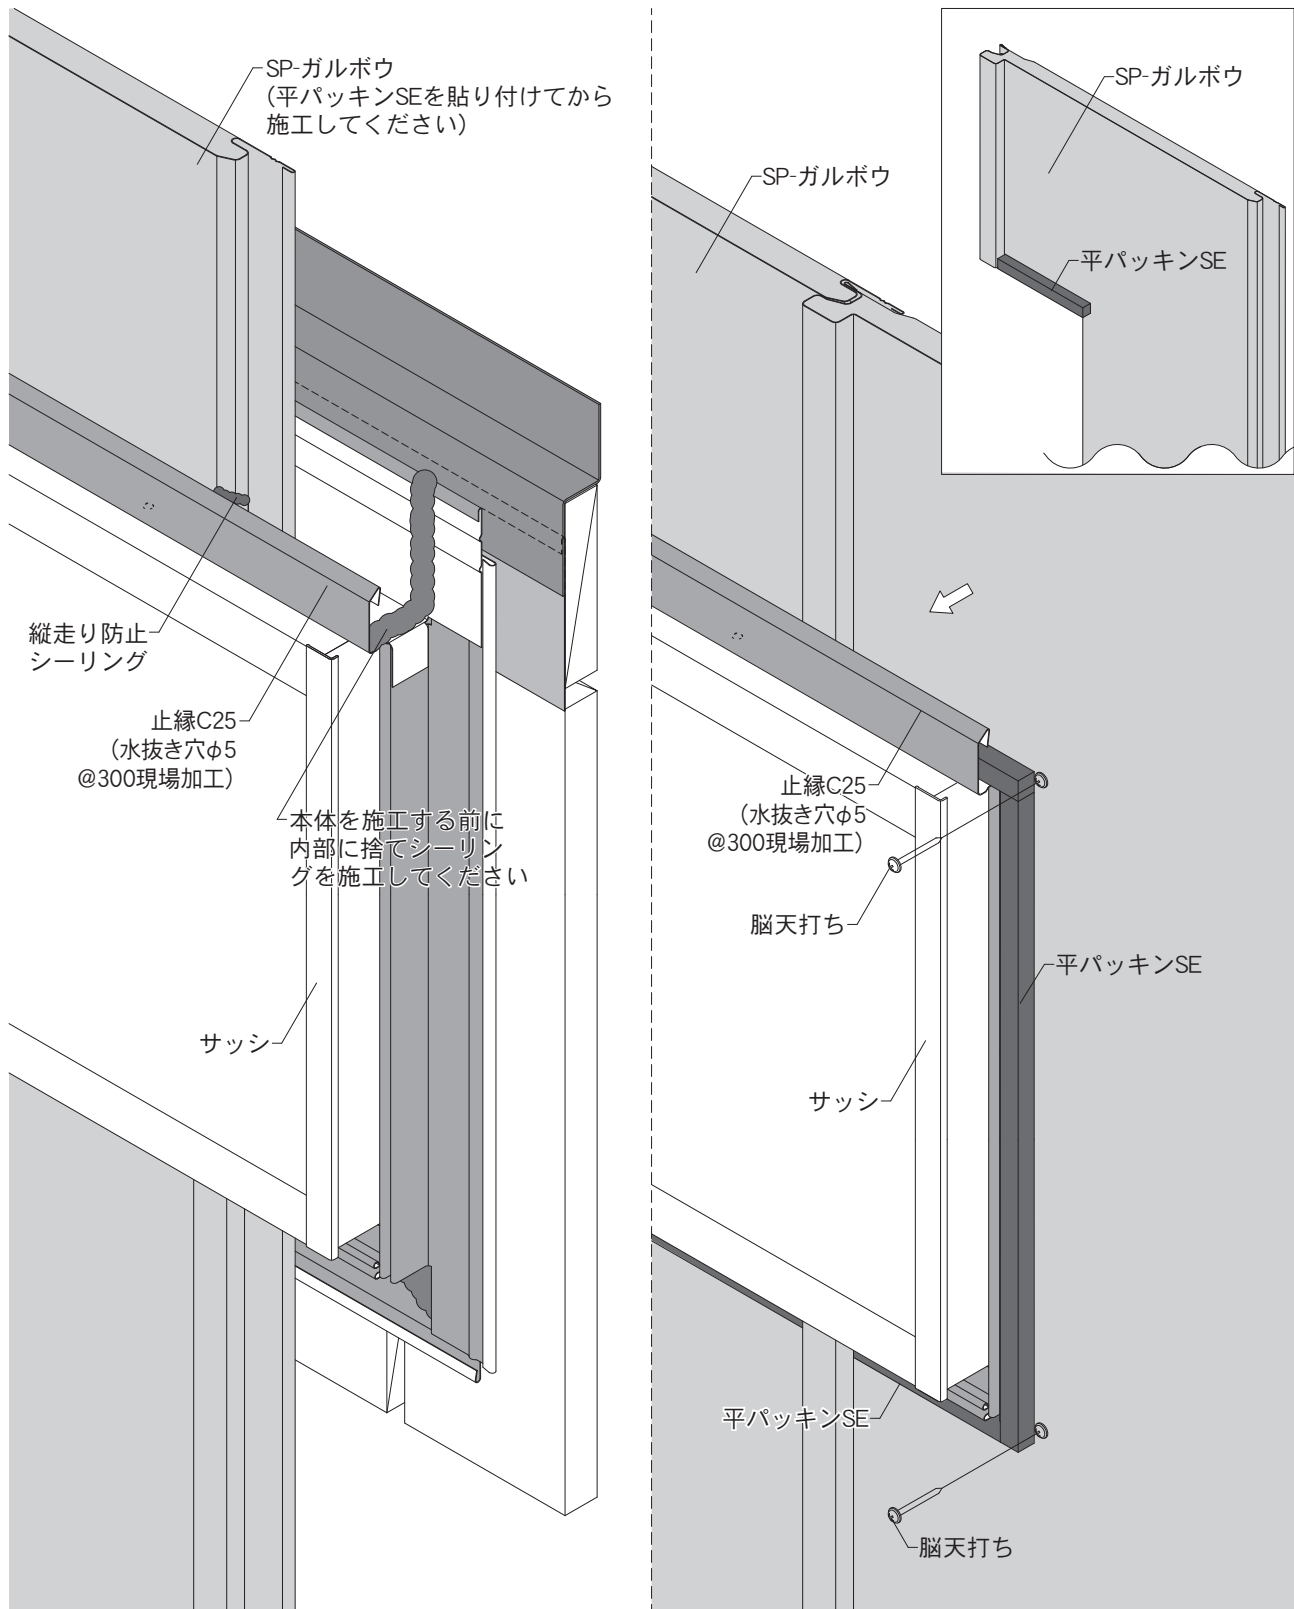 SP-ガルボウ
(平パッキンSEを貼り付けてから
施工してください)
縦走り防止
シーリング
止縁C25
(水抜き穴φ5
@300現場加工)
本体を施工する前に
内部に捨てシーリン
グを施工してください
サッシ
SP-ガルボウ
止縁C25
(水抜き穴φ5
@300現場加工)
脳天打ち
平パッキンSE
サッシ
平パッキンSE
脳天打ち
SP-ガルボウ
平パッキンSE